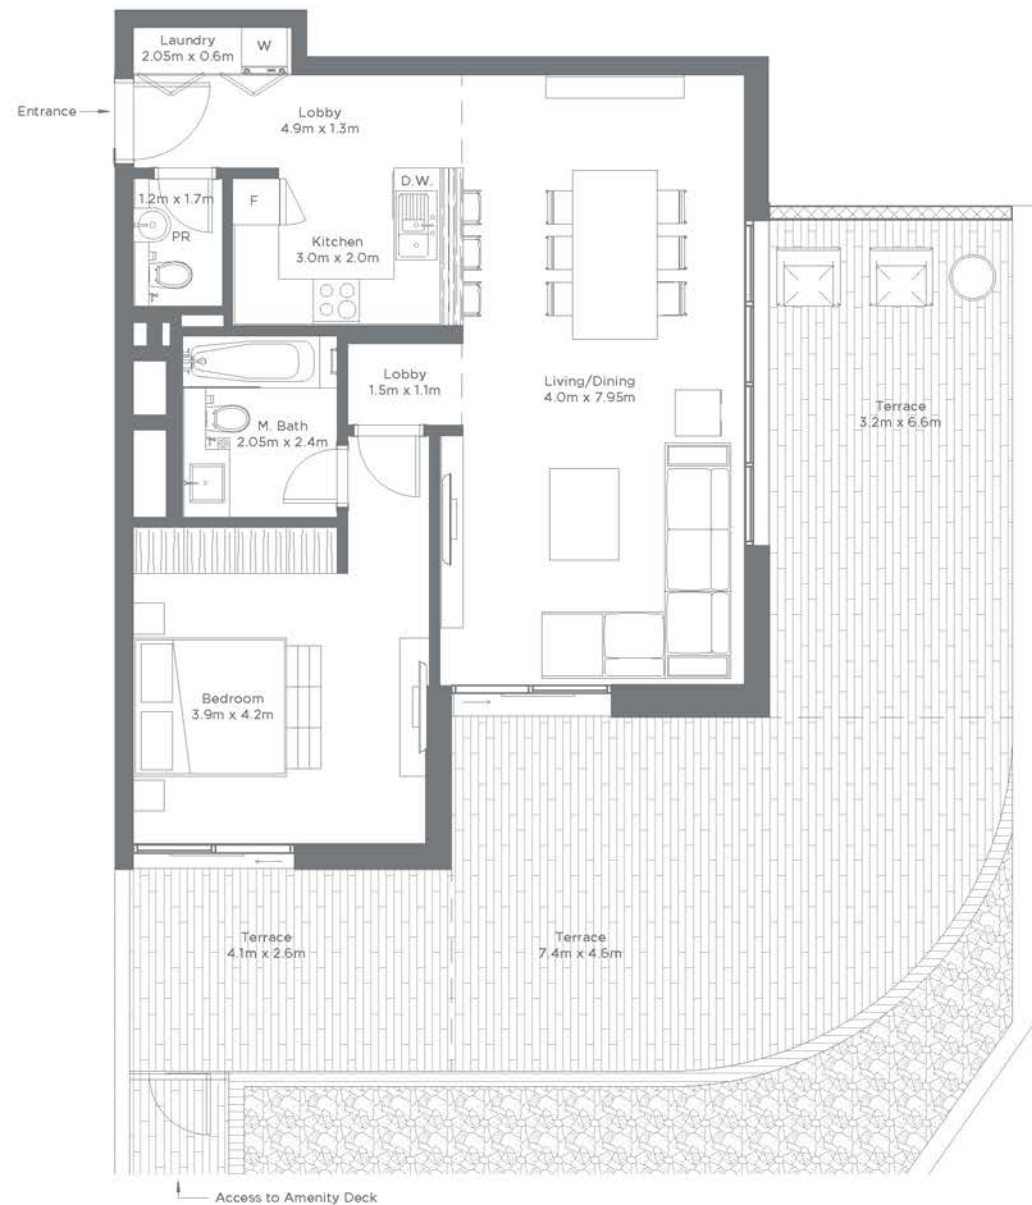 Laundry
2.05m x 0.6m
W
Entrance
Lobby
4.9m x 1.3m
D.W.
1.2m x 1.7m
F
PR
Kitchen
3.0m x 2.0m
Lobby
1.5m x 1.1m
Living/Dining
4.0m x 7.95m
Terrace
3.2m x 6.6m
M. Bath
2.05m x 2.4m
Bedroom
3.9m x 4.2m
Terrace
4.1m x 2.6m
Terrace
7.4m x 4.6m
Access to Amenity Deck